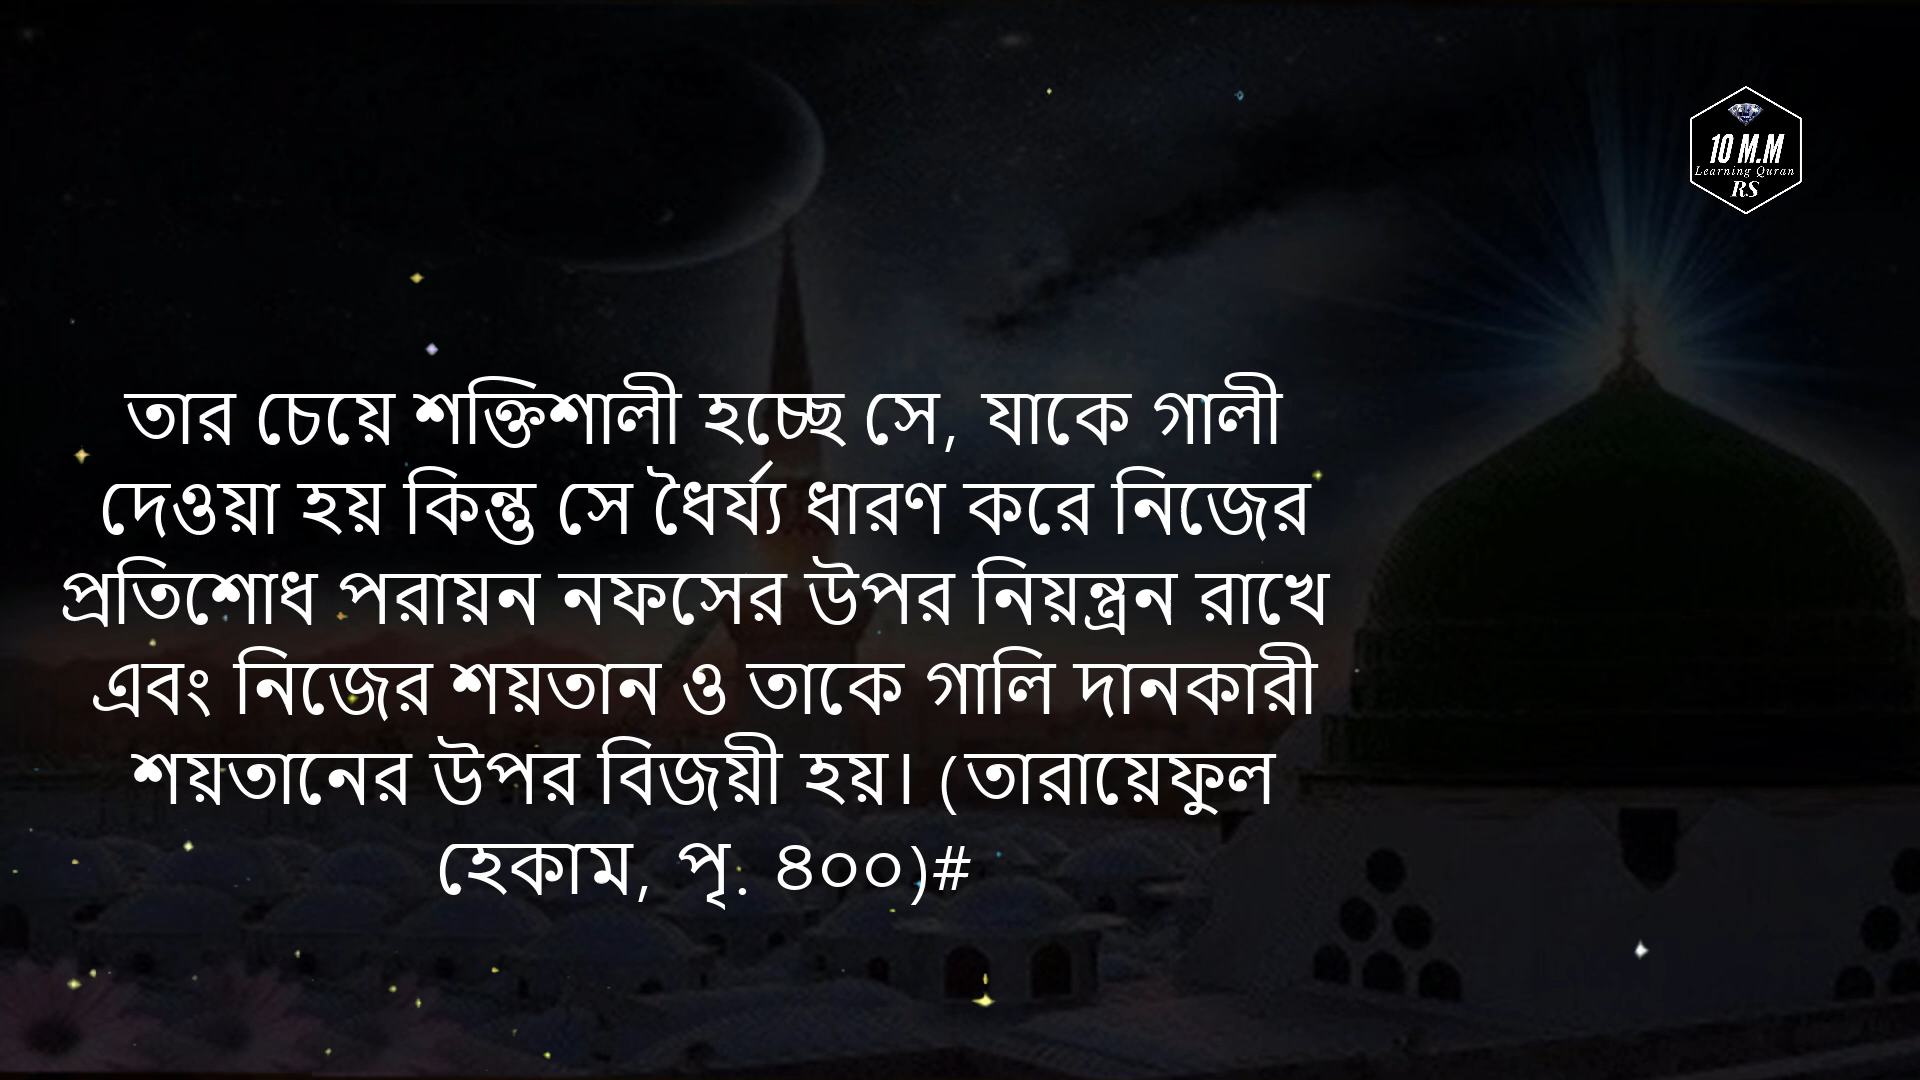 10 M.M
Learning Quran
RS
তার চেয়ে শক্তিশালী হচ্ছে সে, যাকে গালী
দেওয়া হয় কিন্তু সে ধৈর্য্য ধারণ করে নিজের
প্রতিশোধ পরায়ন নফসের উপর নিয়ন্ত্রন রাখে
এবং নিজের শয়তান ও তাকে গালি দানকারী
শয়তানের উপর বিজয়ী হয়। (তারায়েফুল
হেকাম, পৃ. ৪০০)#